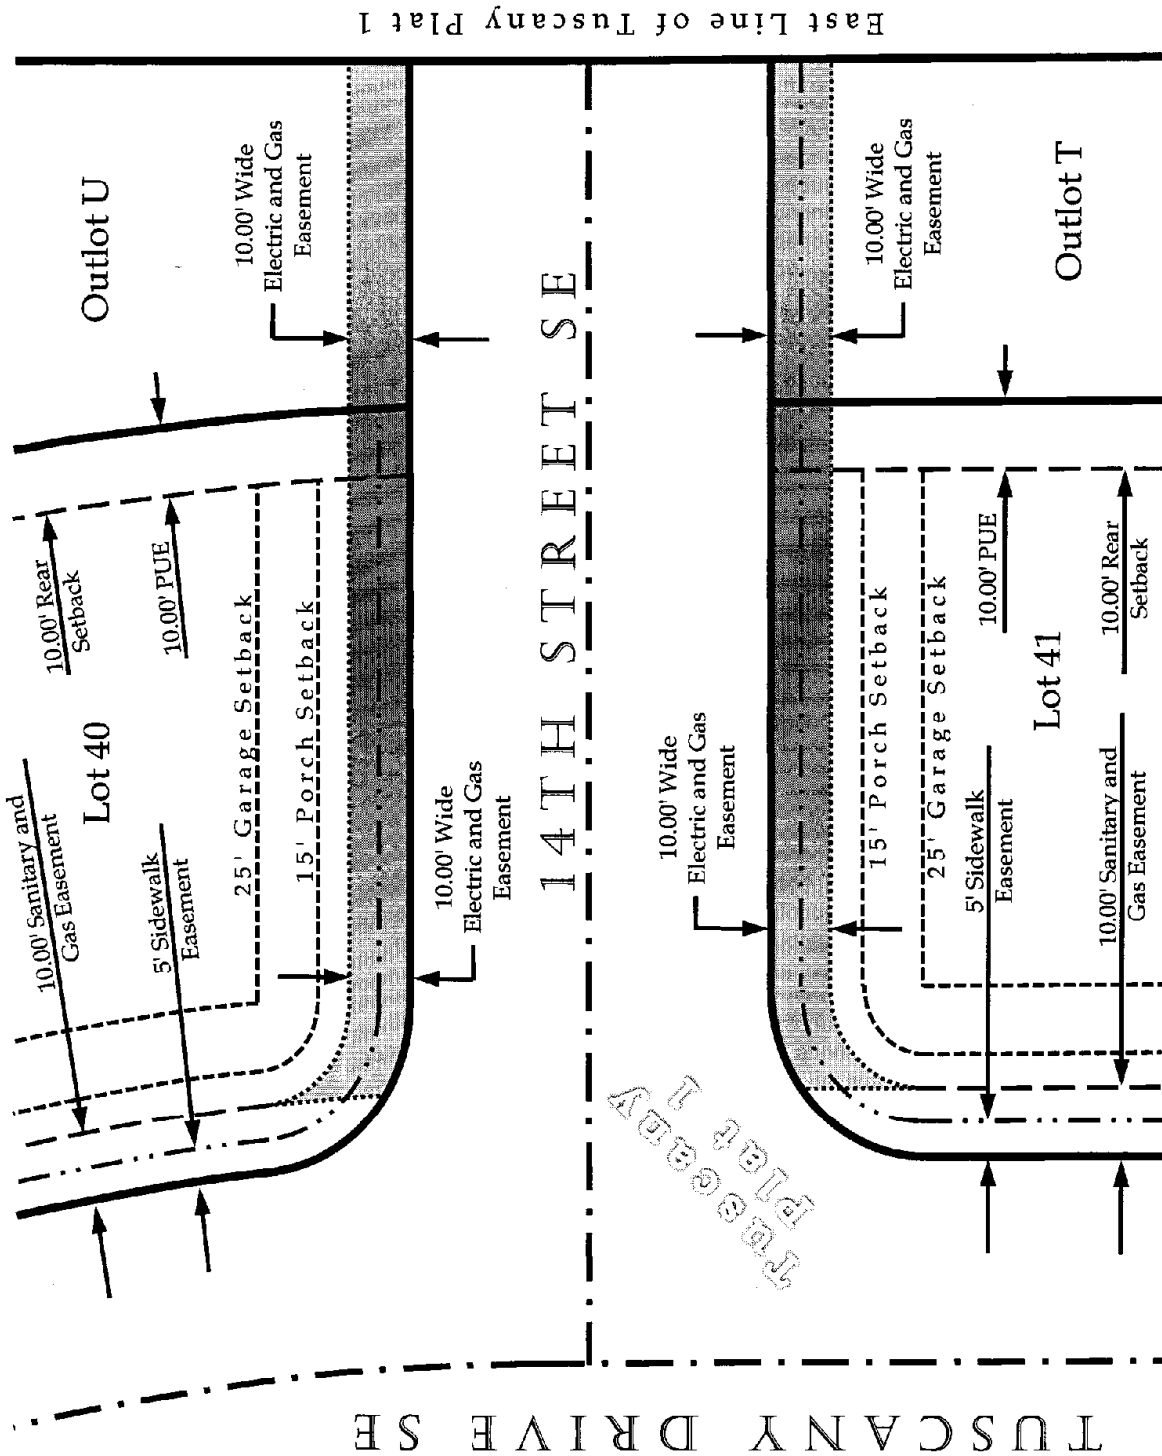 East Line of Tuscany Plat 1
Outlot U
10.00' Wide
Electric and Gas
Easement
10.00' Wide
Electric and Gas
Easement
Outlot T
10.00' Rear
Setback
10.00' PUE
25' Garage Setback
15' Porch Setback
14TH STREET SE
15' Porch Setback
25' Garage Setback
10.00' PUE
10.00' Rear
Setback
Lot 40
Lot 41
10.00' Sanitary and
Gas Easement
5' Sidewalk
Easement
10.00' Wide
Electric and Gas
Easement
10.00' Wide
Electric and Gas
Easement
5' Sidewalk
Easement
10.00' Sanitary and
Gas Easement
Tuscany
Plat 1
TUSCANY DRIVE SE